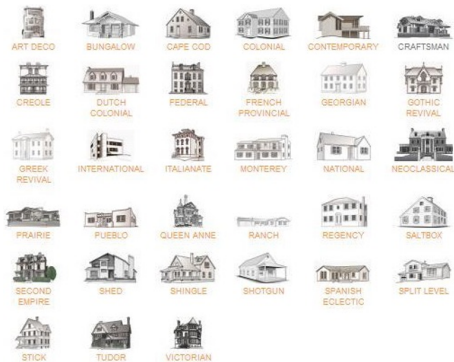 ART DECO BUNGALOW CAPE COD COLONIAL CONTEMPORARY CRAFTSMAN
CREOLE DUTCH FEDERAL FRENCH GEORGIAN GOTHIC
COLONIAL PROVINCIAL REVIVAL
GREEK INTERNATIONAL ITALIANATE MONTEREY NATIONAL NEOCLASSICAL
REVIVAL
PRAIRIE PUEBLO QUEEN ANNE RANCH REGENCY SALTBOX
SECOND SHED SHINGLE SHOTGUN SPANISH SPLIT LEVEL
EMPIRE ECLECTIC
STICK TUDOR VICTORIAN